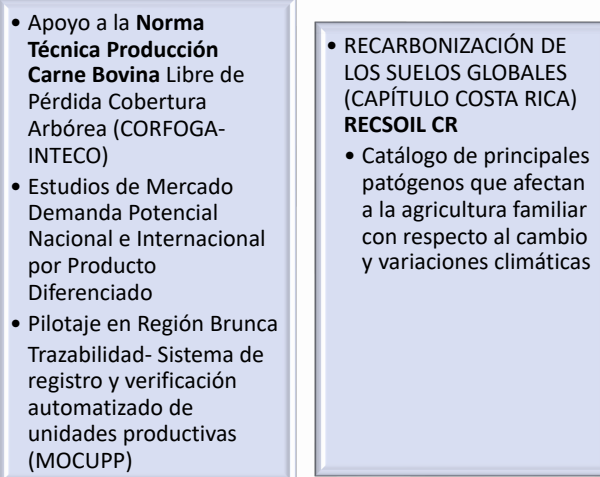 • Apoyo a la Norma
Técnica Producción
Carne Bovina Libre de
Pérdida Cobertura
Arbórea (CORFOGA-
INTECO)
• Estudios de Mercado
Demanda Potencial
Nacional e Internacional
por Producto
Diferenciado
• Pilotaje en Región Brunca
Trazabilidad- Sistema de
registro y verificación
automatizado de
unidades productivas
(MOCUPP)
• RECARBONIZACIÓN DE
LOS SUELOS GLOBALES
(CAPÍTULO COSTA RICA)
RECSOIL CR
• Catálogo de principales
patógenos que afectan
a la agricultura familiar
con respecto al cambio
y variaciones climáticas